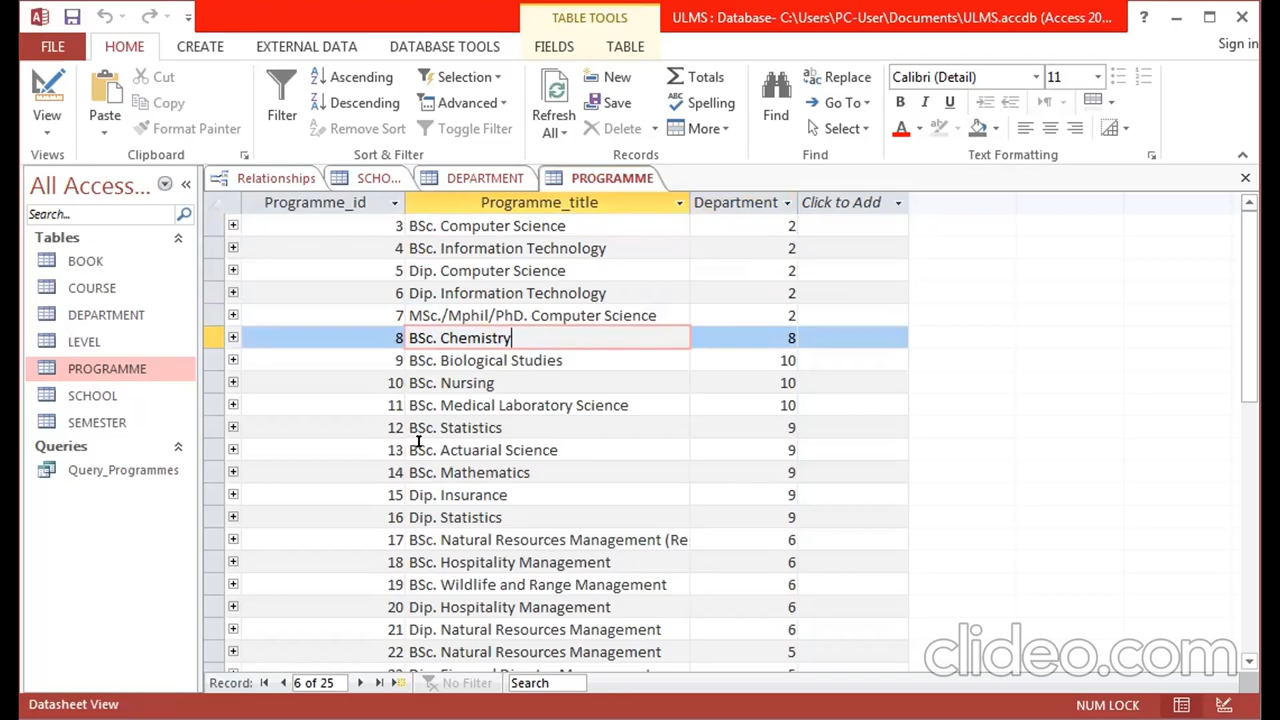 TABLE TOOLS
ULMS : Database- C:\Users\PC-User\Documents\ULMS.accdb (Access 20...
?
FILE
HOME
CREATE
EXTERNAL DATA
DATABASE TOOLS
FIELDS
TABLE
Sign in
View
Views
Paste
Cut
Copy
Format Painter
Clipboard
Filter
Ascending
Descending
Remove Sort
Selection
Advanced
Toggle Filter
Sort & Filter
Refresh
All
New
Save
Delete
Totals
Spelling
More
Records
Find
Replace
Go To
Select
Find
Calibri (Detail)
11
B I U
A
Text Formatting
All Access...
Search...
Tables
BOOK
COURSE
DEPARTMENT
LEVEL
PROGRAMME
SCHOOL
SEMESTER
Queries
Query_Programmes
Relationships
SCHO...
DEPARTMENT
PROGRAMME
Programme_id Programme_title Department Click to Add
3 BSc. Computer Science 2
4 BSc. Information Technology 2
5 Dip. Computer Science 2
6 Dip. Information Technology 2
7 MSc./Mphil/PhD. Computer Science 2
8 BSc. Chemistry 8
9 BSc. Biological Studies 10
10 BSc. Nursing 10
11 BSc. Medical Laboratory Science 10
12 BSc. Statistics 9
13 BSc. Actuarial Science 9
14 BSc. Mathematics 9
15 Dip. Insurance 9
16 Dip. Statistics 9
17 BSc. Natural Resources Management (Re 6
18 BSc. Hospitality Management 6
19 BSc. Wildlife and Range Management 6
20 Dip. Hospitality Management 6
21 Dip. Natural Resources Management 6
22 BSc. Natural Resources Management 5
Record:
6 of 25
No Filter
Search
clideo.com
Datasheet View
NUM LOCK